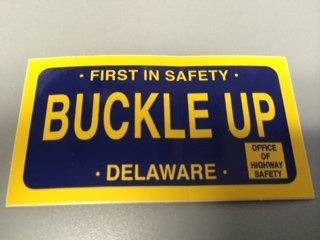 · FIRST IN SAFETY ·
BUCKLE UP
OFFICE
OF
HIGHWAY
SAFETY
· DELAWARE ·